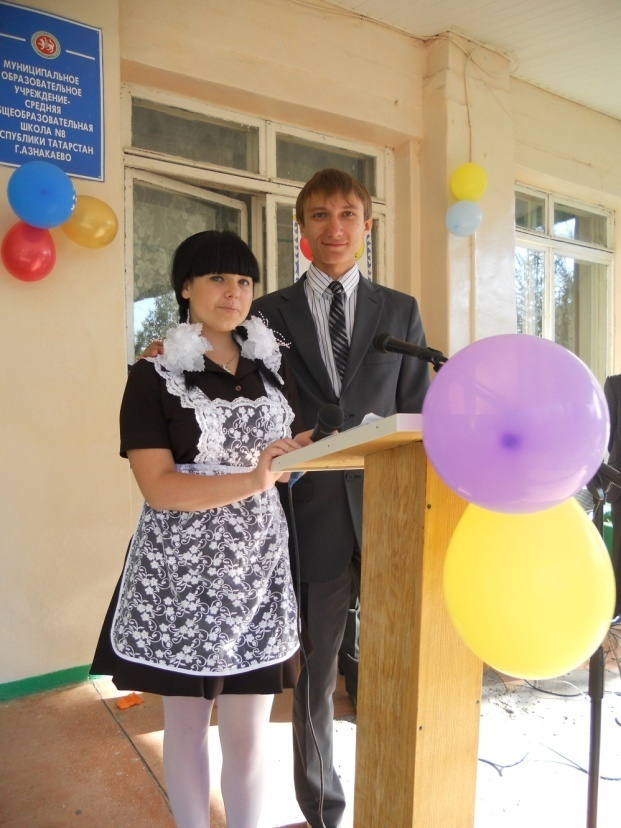 МУНИЦИПАЛЬНОЕ
ОБРАЗОВАТЕЛЬНОЕ
УЧРЕЖДЕНИЕ-
СРЕДНЯЯ
БЩЕОБРАЗОВАТЕЛЬНАЯ
ШКОЛА №8
СПУБЛИКИ ТАТАРСТАН
Г.АЗНАКАЕВО